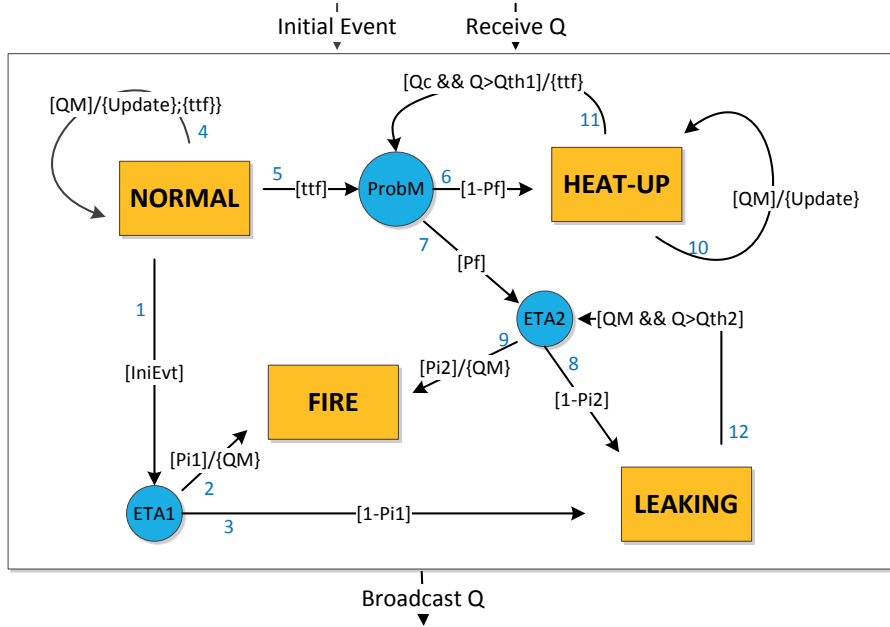 Initial Event
Receive Q
[Qc && Q>Qth1]/{ttf}
[QM]/{Update};{ttf}}
4
11
5
6
NORMAL
[ttf]
ProbM
[1-Pf]
HEAT-UP
[QM]/{Update}
7
10
[Pf]
1
ETA2
[QM && Q>Qth2]
9
8
[Pi2]/{QM}
[IniEvt]
FIRE
[1-Pi2]
12
[Pi1]/{QM}
2
LEAKING
ETA1
[1-Pi1]
3
Broadcast Q